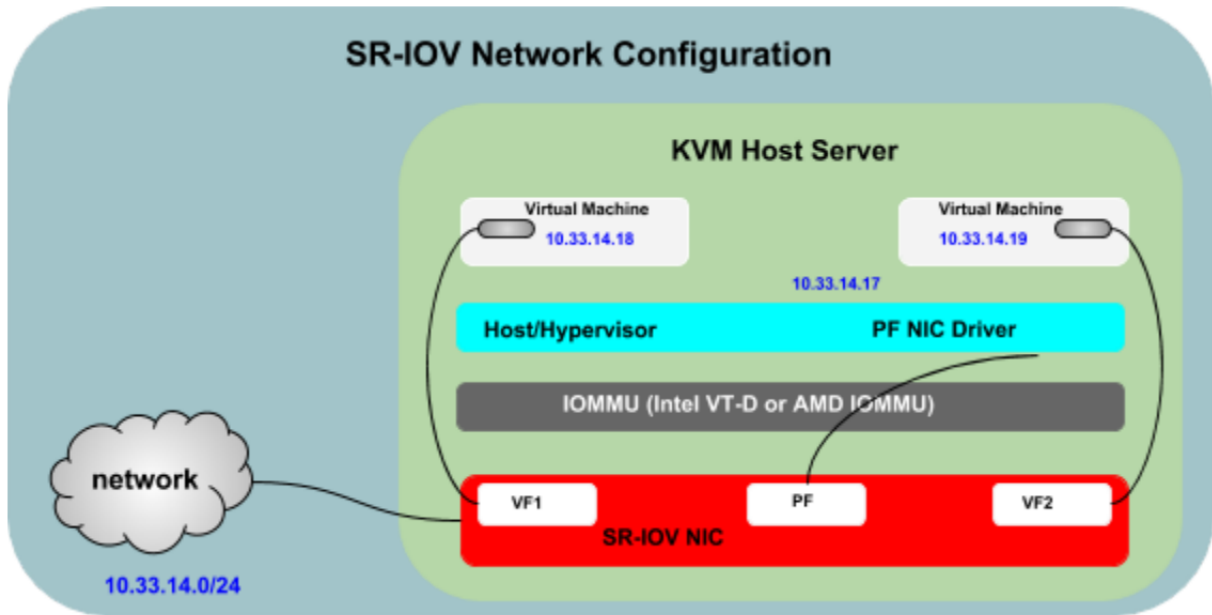 SR-IOV Network Configuration
KVM Host Server
Virtual Machine
10.33.14.18
Virtual Machine
10.33.14.19
10.33.14.17
Host/Hypervisor
PF NIC Driver
IOMMU (Intel VT-D or AMD IOMMU)
network
10.33.14.0/24
VF1
PF
VF2
SR-IOV NIC